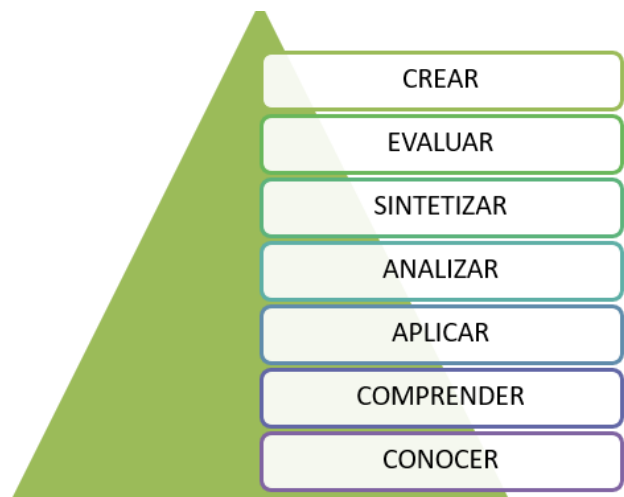 CREAR
EVALUAR
SINTETIZAR
ANALIZAR
APLICAR
COMPRENDER
CONOCER